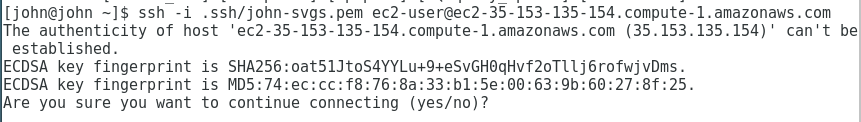 [john@john ~]$ ssh -i .ssh/john-svgs.pem ec2-user@ec2-35-153-135-154.compute-1.amazonaws.com
The authenticity of host 'ec2-35-153-135-154.compute-1.amazonaws.com (35.153.135.154)' can't be
 established.
ECDSA key fingerprint is SHA256:oat51JtoS4YYLu+9+eSvGH0qHvf2oTllj6rofwjvDms.
ECDSA key fingerprint is MD5:74:ec:cc:f8:76:8a:33:b1:5e:00:63:9b:60:27:8f:25.
Are you sure you want to continue connecting (yes/no)?